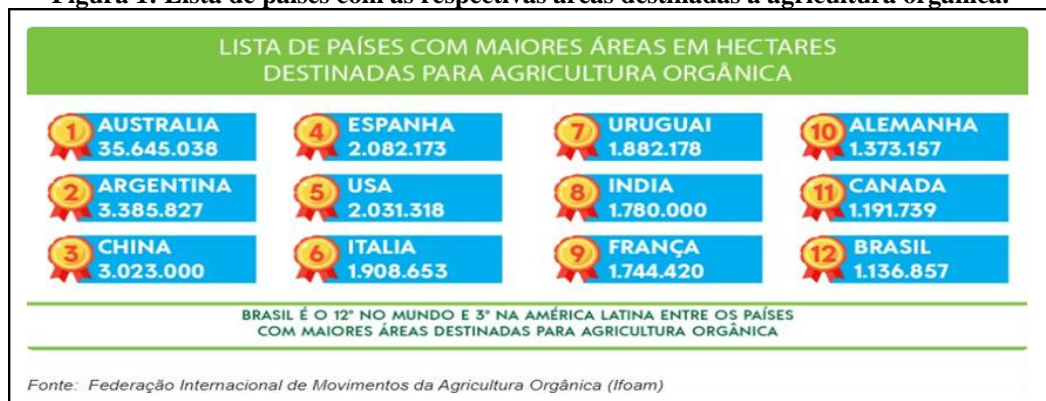 Figura 1: Lista de países com as respectivas áreas destinadas à agricultura orgânica.
LISTA DE PAÍSES COM MAIORES ÁREAS EM HECTARES
DESTINADAS PARA AGRICULTURA ORGÂNICA
1 AUSTRALIA
35.645.038
2 ARGENTINA
3.385.827
3 CHINA
3.023.000
4 ESPANHA
2.082.173
5 USA
2.031.318
6 ITALIA
1.908.653
7 URUGUAI
1.882.178
8 INDIA
1.780.000
9 FRANÇA
1.744.420
10 ALEMANHA
1.373.157
11 CANADA
1.191.739
12 BRASIL
1.136.857
BRASIL É O 12° NO MUNDO E 3° NA AMÉRICA LATINA ENTRE OS PAÍSES
COM MAIORES ÁREAS DESTINADAS PARA AGRICULTURA ORGÂNICA
Fonte: Federação Internacional de Movimentos da Agricultura Orgânica (Ifoam)